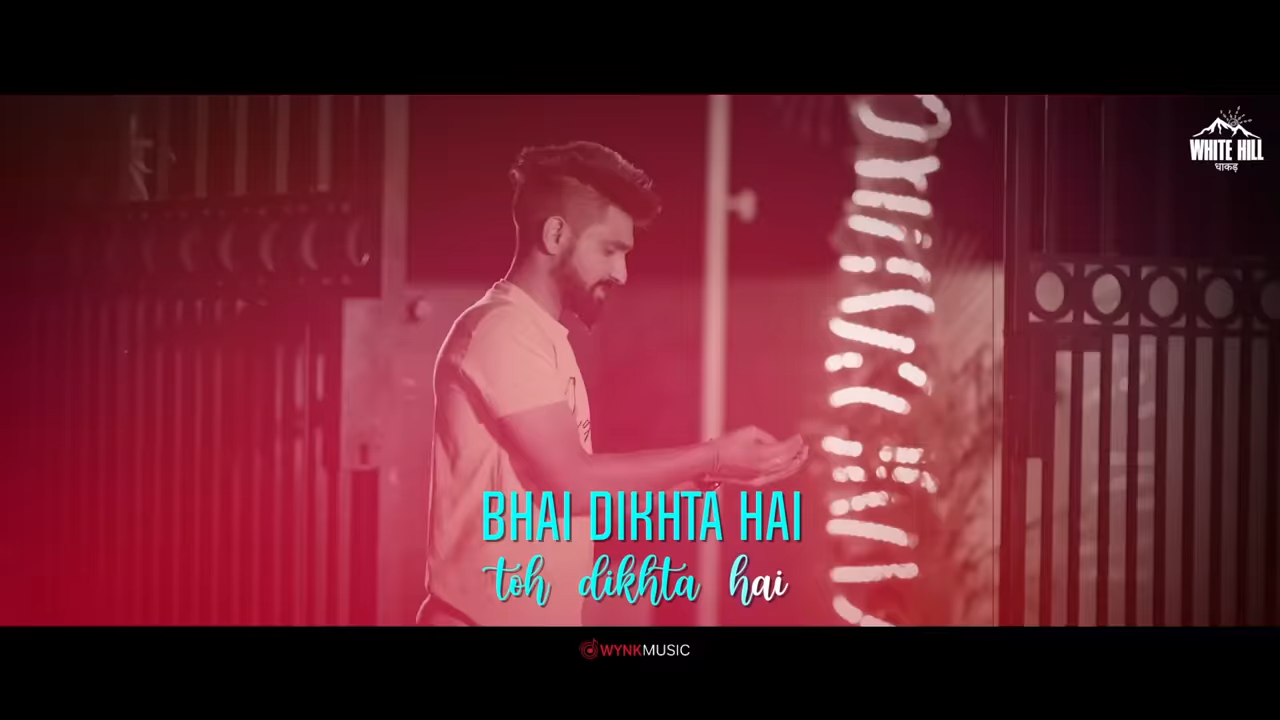 WHITE HILL
धाकड़
BHAI DIKHTA HAI
toh dikhta hai
WYNKMUSIC